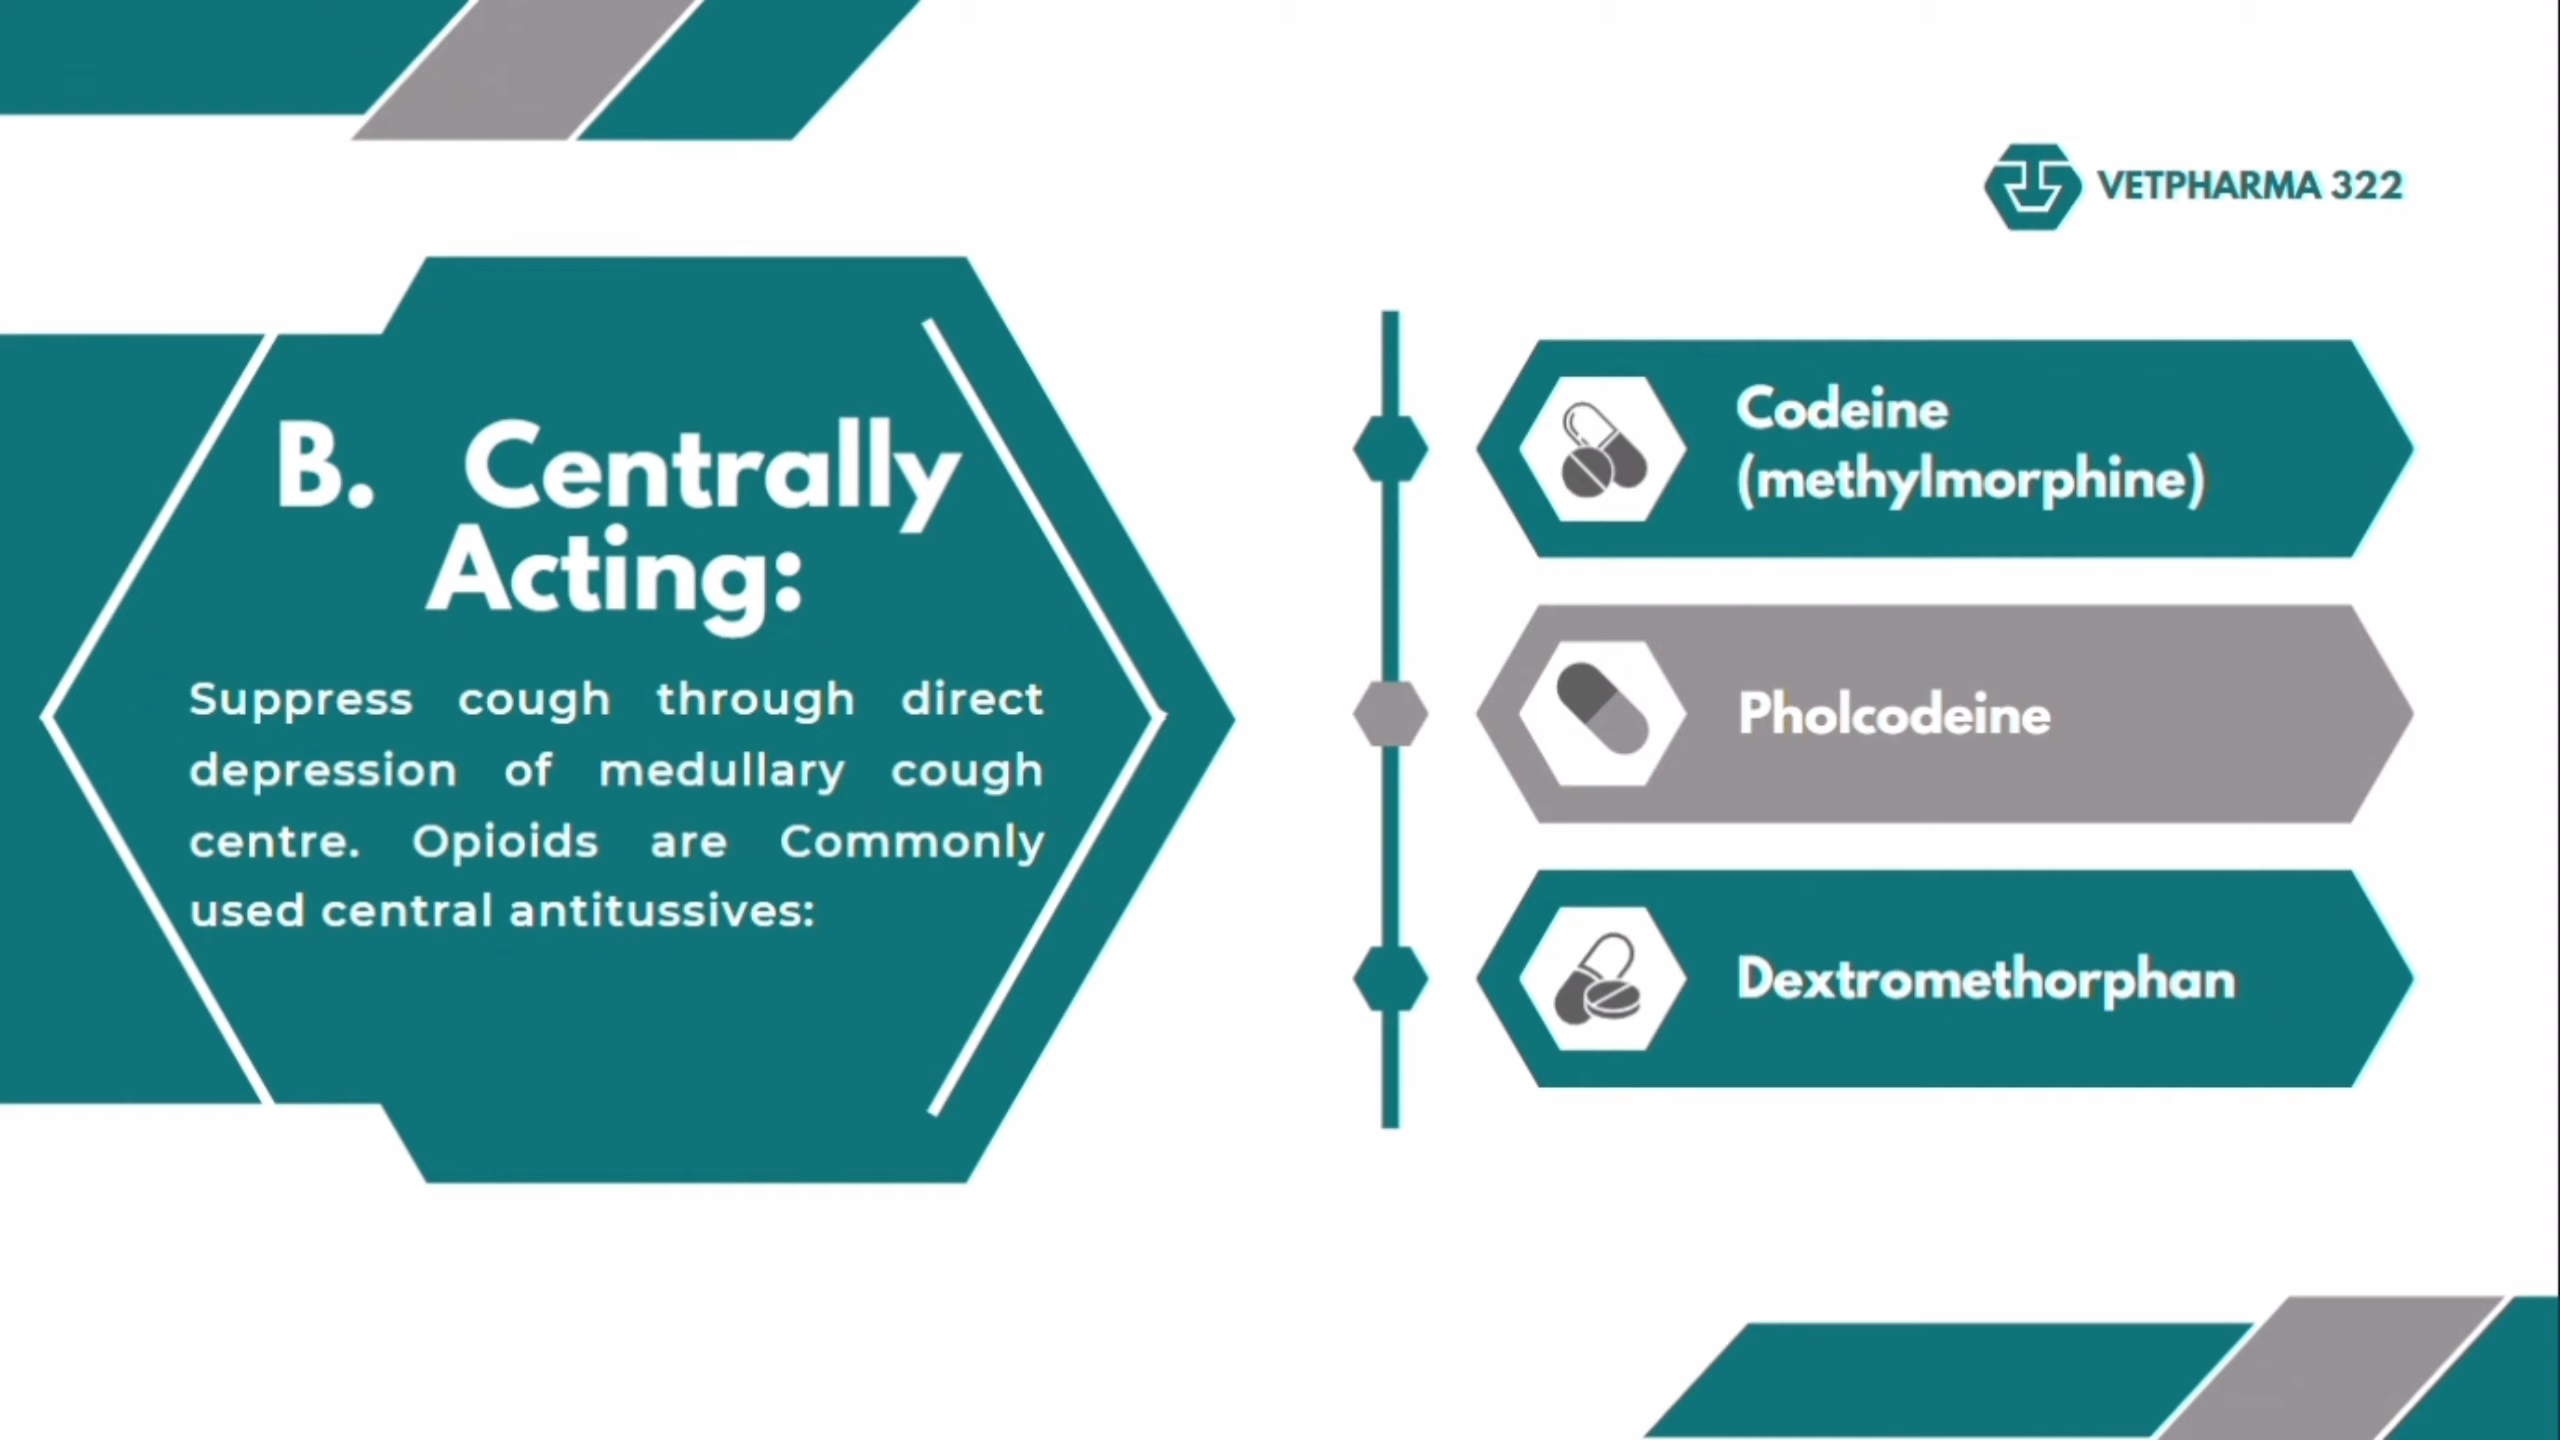 VETPHARMA 322
B. Centrally
Acting:
Suppress cough through direct
depression of medullary cough
centre. Opioids are Commonly
used central antitussives:
Codeine
(methylmorphine)
Pholcodeine
Dextromethorphan